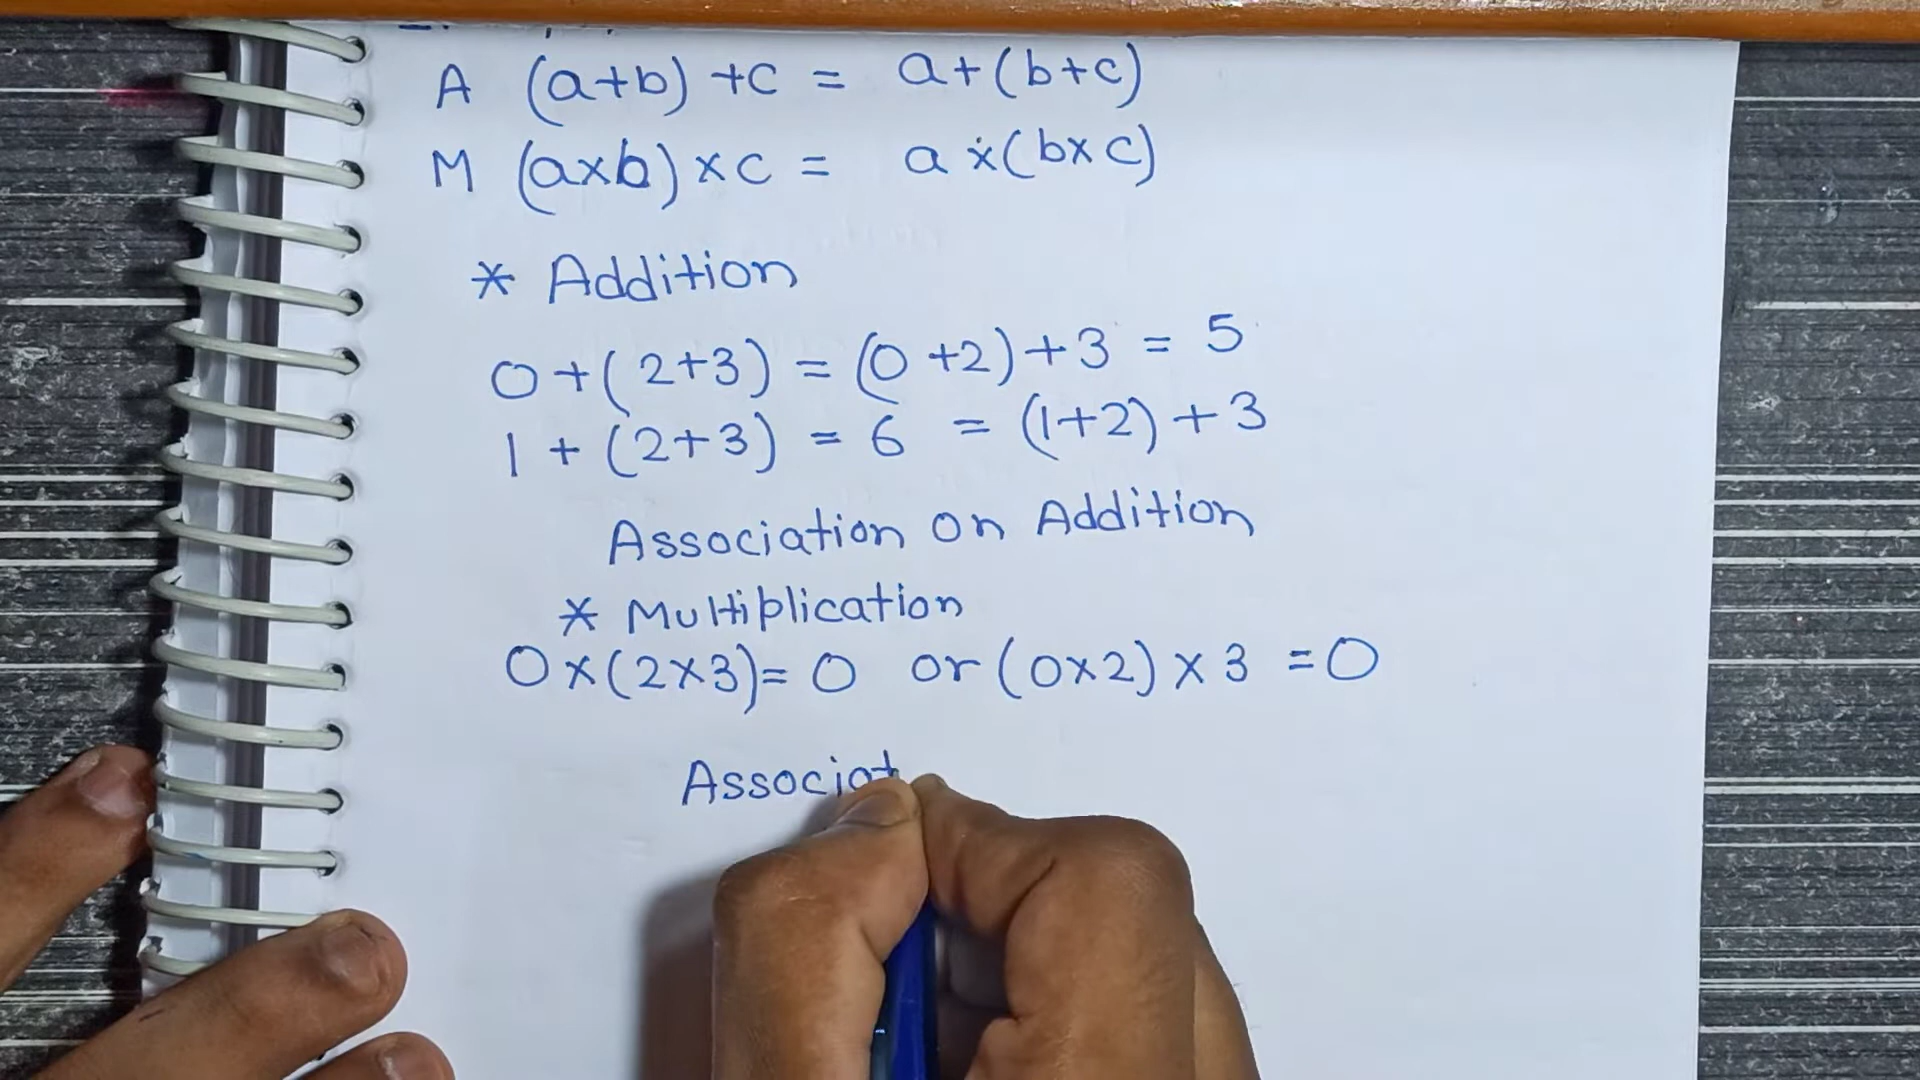 A (a+b)+c = a+(b+c)
M (a×b)×c = a×(b×c)
* Addition
0+(2+3) = (0+2)+3 = 5
1+(2+3) = 6 = (1+2)+3
Association on Addition
* Multiplication
0×(2×3)= 0 or (0×2)×3 =0
Associat